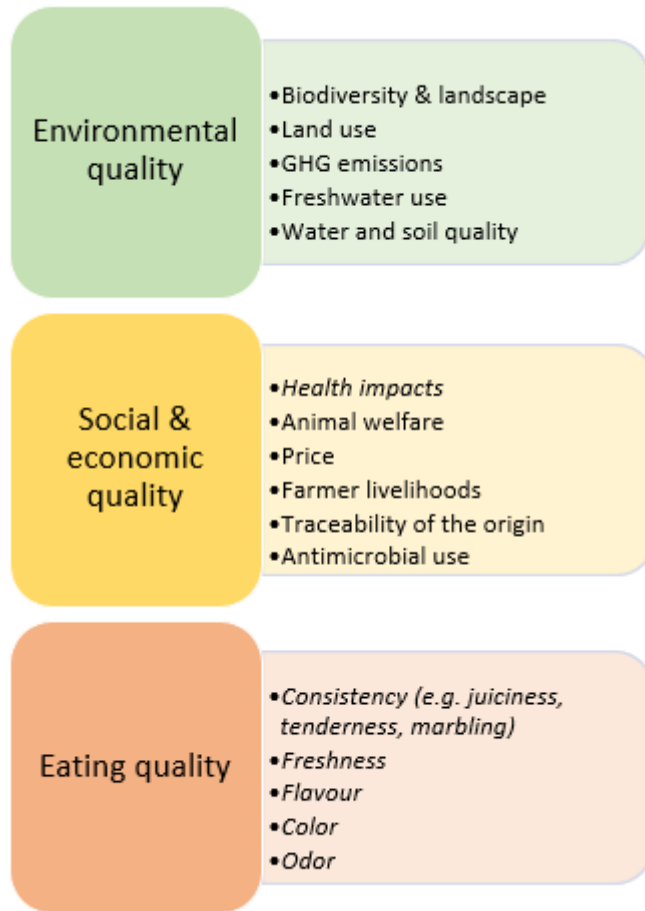 Environmental
quality
•Biodiversity & landscape
•Land use
•GHG emissions
•Freshwater use
•Water and soil quality
Social &
economic
quality
•Health impacts
•Animal welfare
•Price
•Farmer livelihoods
•Traceability of the origin
•Antimicrobial use
Eating quality
•Consistency (e.g. juiciness,
tenderness, marbling)
•Freshness
•Flavour
•Color
•Odor